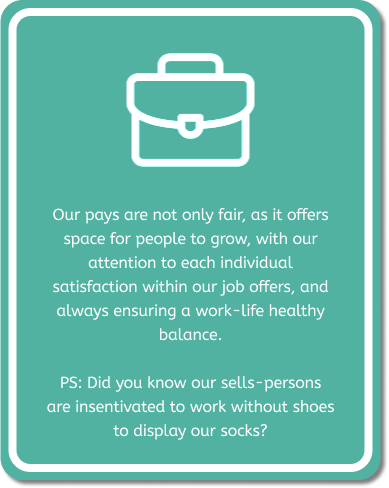 Our pays are not only fair, as it offers
space for people to grow, with our
attention to each individual
satisfaction within our job offers, and
always ensuring a work-life healthy
balance.
PS: Did you know our sells-persons
are insentivated to work without shoes
to display our socks?